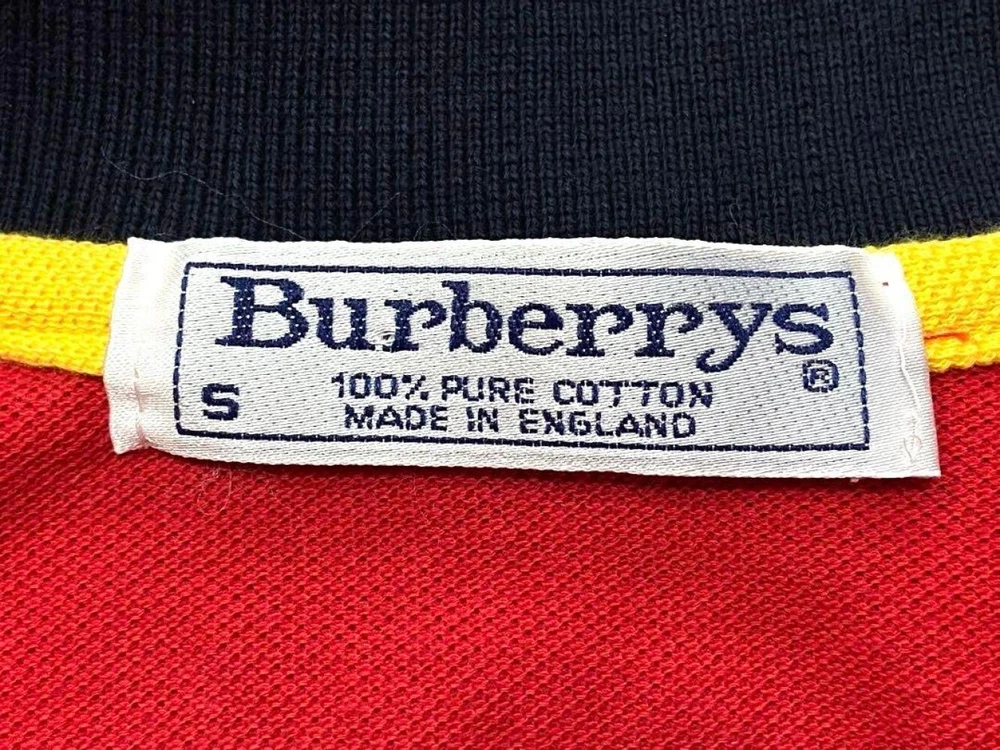 Burberrys®
S 100% PURE COTTON
MADE IN ENGLAND